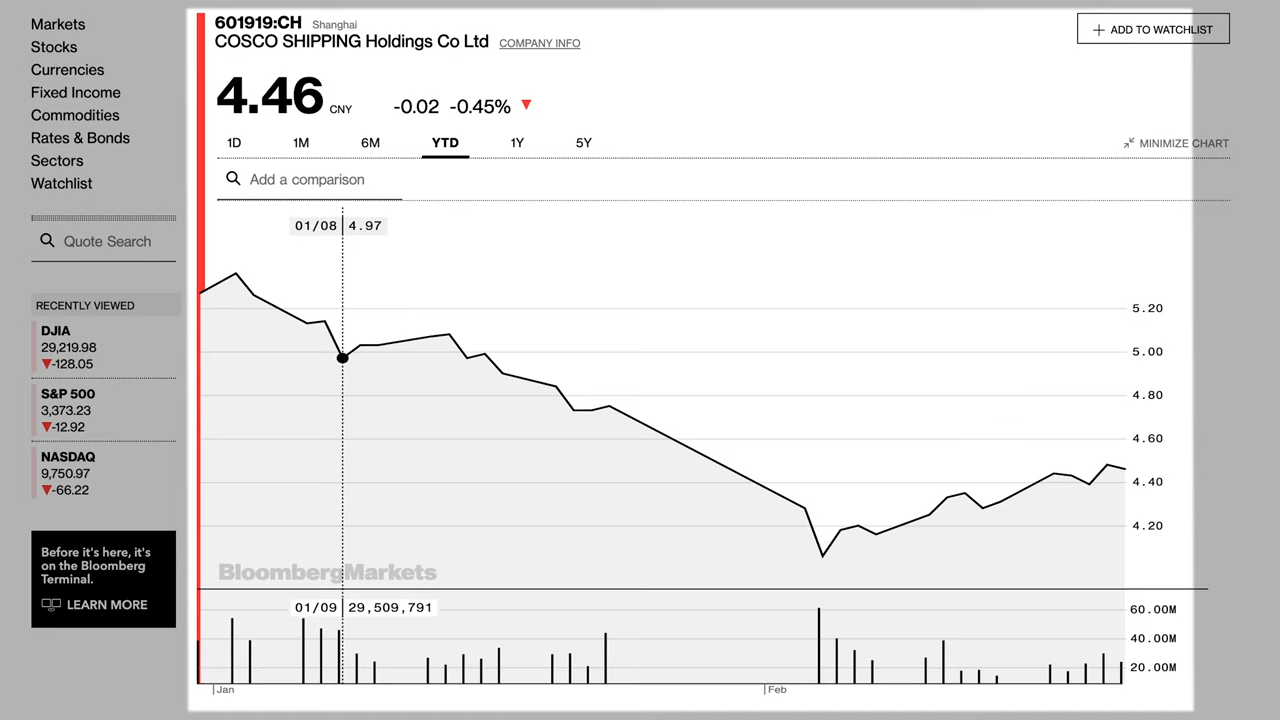 Markets
Stocks
Currencies
Fixed Income
Commodities
Rates & Bonds
Sectors
Watchlist
Quote Search
RECENTLY VIEWED
DJIA
29,219.98
▼-128.05
S&P 500
3,373.23
▼-12.92
NASDAQ
9,750.97
▼-66.22
Before it's here, it's
on the Bloomberg
Terminal.
LEARN MORE
601919:CH Shanghai
COSCO SHIPPING Holdings Co Ltd COMPANY INFO
+ ADD TO WATCHLIST
4.46 CNY -0.02 -0.45% ▼
1D 1M 6M YTD 1Y 5Y
MINIMIZE CHART
Add a comparison
01/08 4.97
5.20
5.00
4.80
4.60
4.40
4.20
BloombergMarkets
01/09 29,509,791
60.00M
40.00M
20.00M
Jan Feb